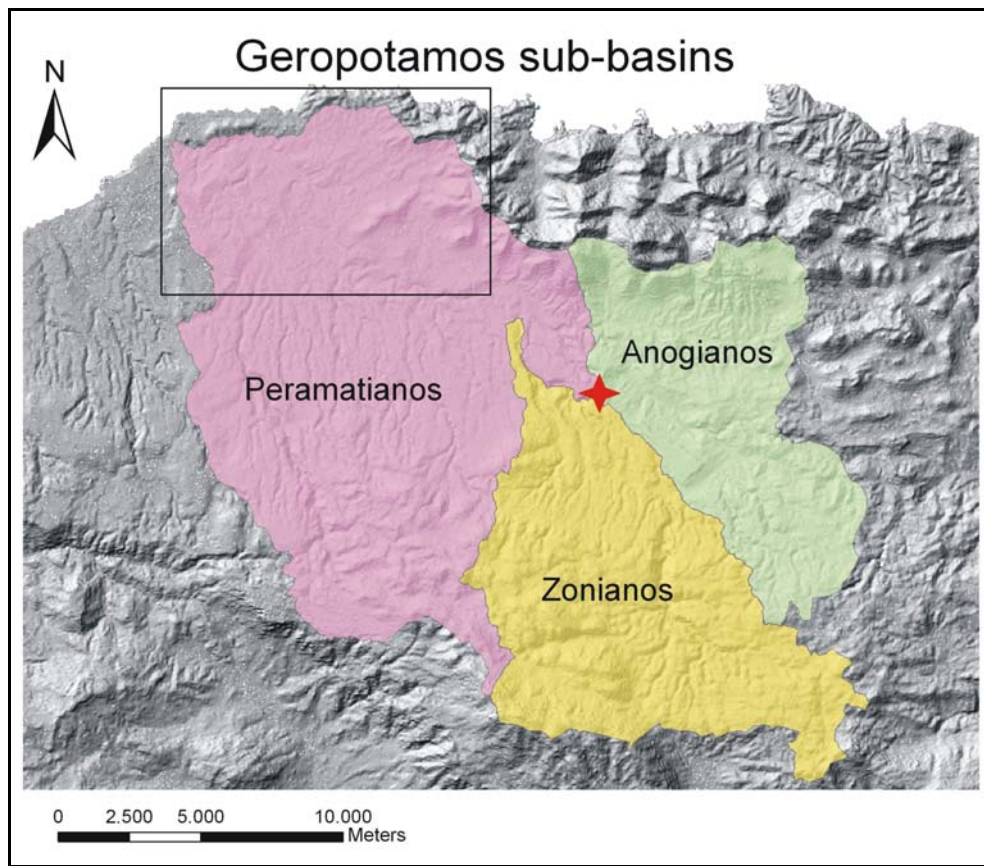 Geropotamos sub-basins
N
Anogianos
Peramatianos
Zonianos
0 2.500 5.000 10.000
Meters